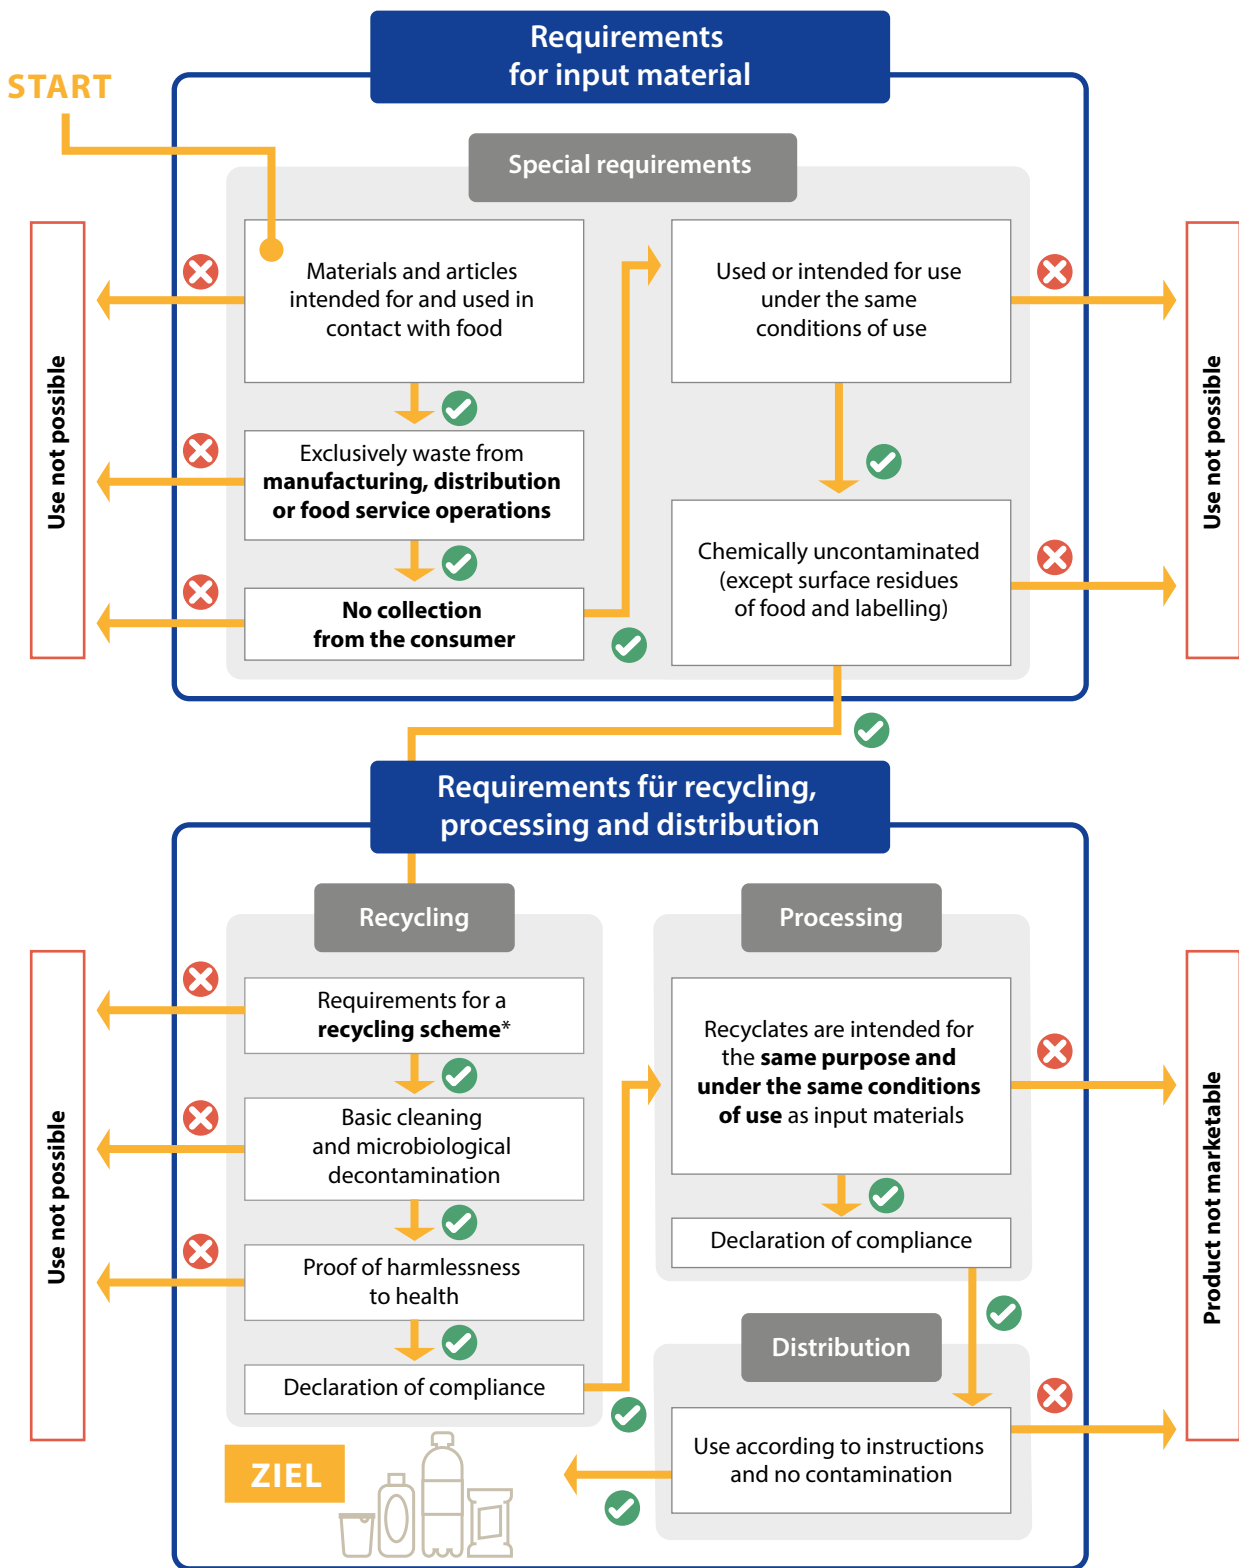 Requirements
for input material
START
Special requirements
Materials and articles
intended for and used in
contact with food
Exclusively waste from
manufacturing, distribution
or food service operations
No collection
from the consumer
Used or intended for use
under the same
conditions of use
Chemically uncontaminated
(except surface residues
of food and labelling)
Use not possible
Use not possible
Requirements für recycling,
processing and distribution
Recycling
Requirements for a
recycling scheme*
Basic cleaning
and microbiological
decontamination
Proof of harmlessness
to health
Declaration of compliance
Use not possible
Processing
Recyclates are intended for
the same purpose and
under the same conditions
of use as input materials
Declaration of compliance
Distribution
Use according to instructions
and no contamination
Product not marketable
ZIEL